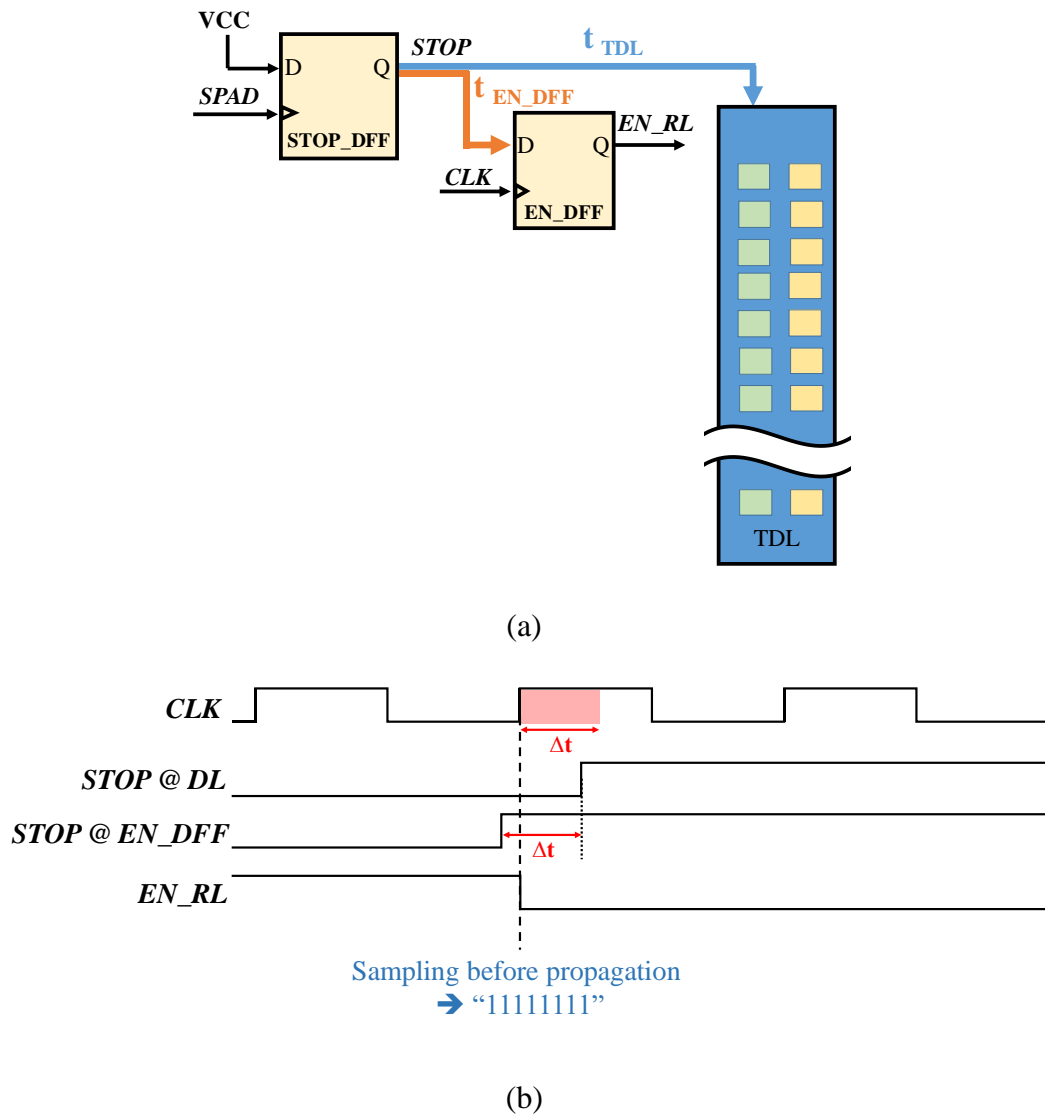 VCC
STOP
t TDL
D
Q
SPAD
STOP_DFF
t EN_DFF
EN_RL
D
Q
CLK
EN_DFF
TDL
(a)
CLK
Δt
STOP @ DL
STOP @ EN_DFF
Δt
EN_RL
Sampling before propagation
➔ “11111111”
(b)